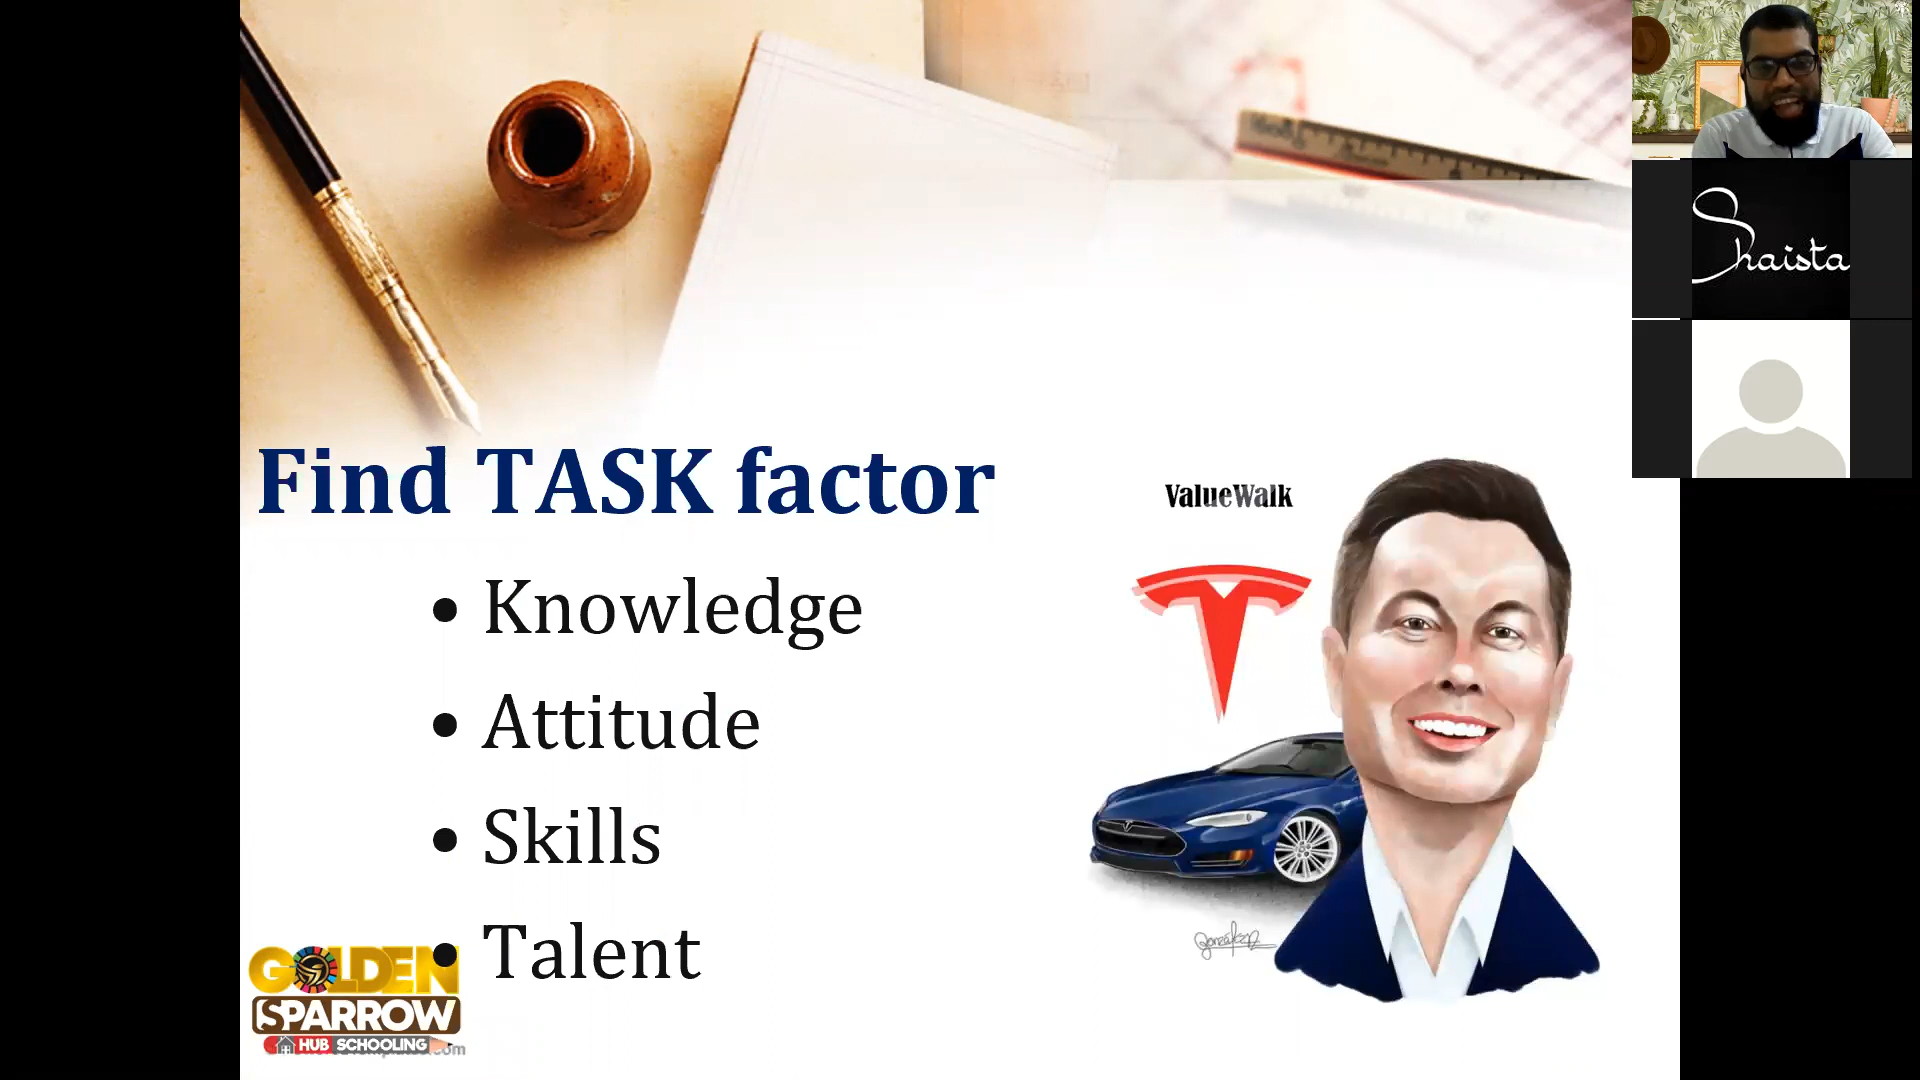 Shaista
Find TASK factor
ValueWalk
• Knowledge
• Attitude
• Skills
• Talent
GOLDEN
SPARROW
HUB SCHOOLING